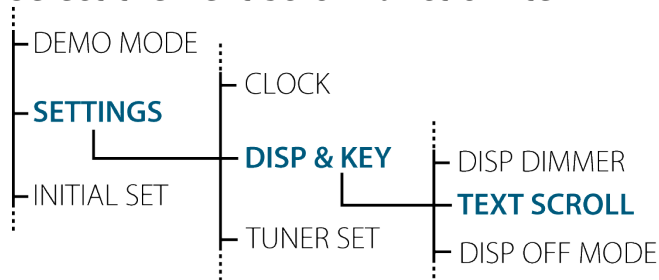 DEMO MODE
CLOCK
SETTINGS
DISP & KEY
DISP DIMMER
INITIAL SET
TEXT SCROLL
TUNER SET
DISP OFF MODE